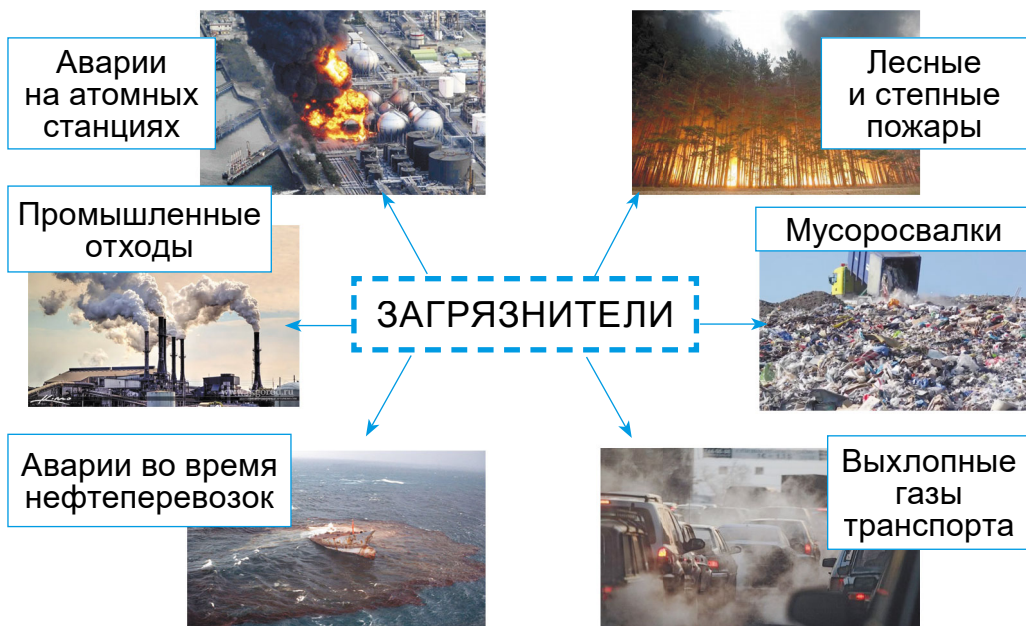 Аварии
на атомных
станциях
Лесные
и степные
пожары
Промышленные
отходы
Мусоросвалки
ЗАГРЯЗНИТЕЛИ
Аварии во время
нефтеперевозок
Выхлопные
газы
транспорта